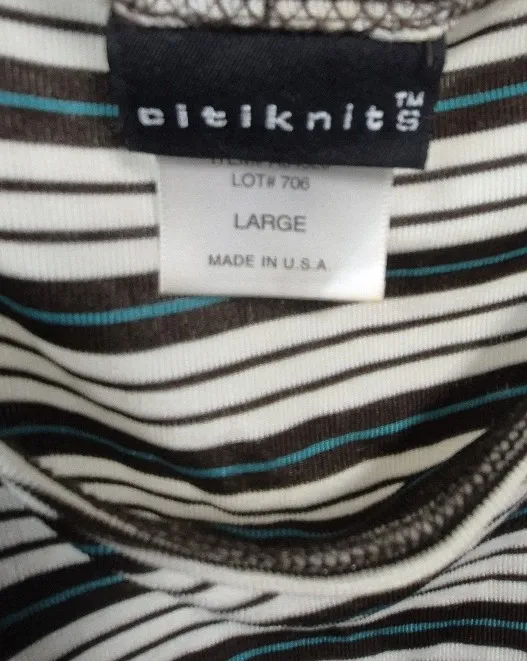 citiknits™
LOT# 706
LARGE
MADE IN U.S.A.